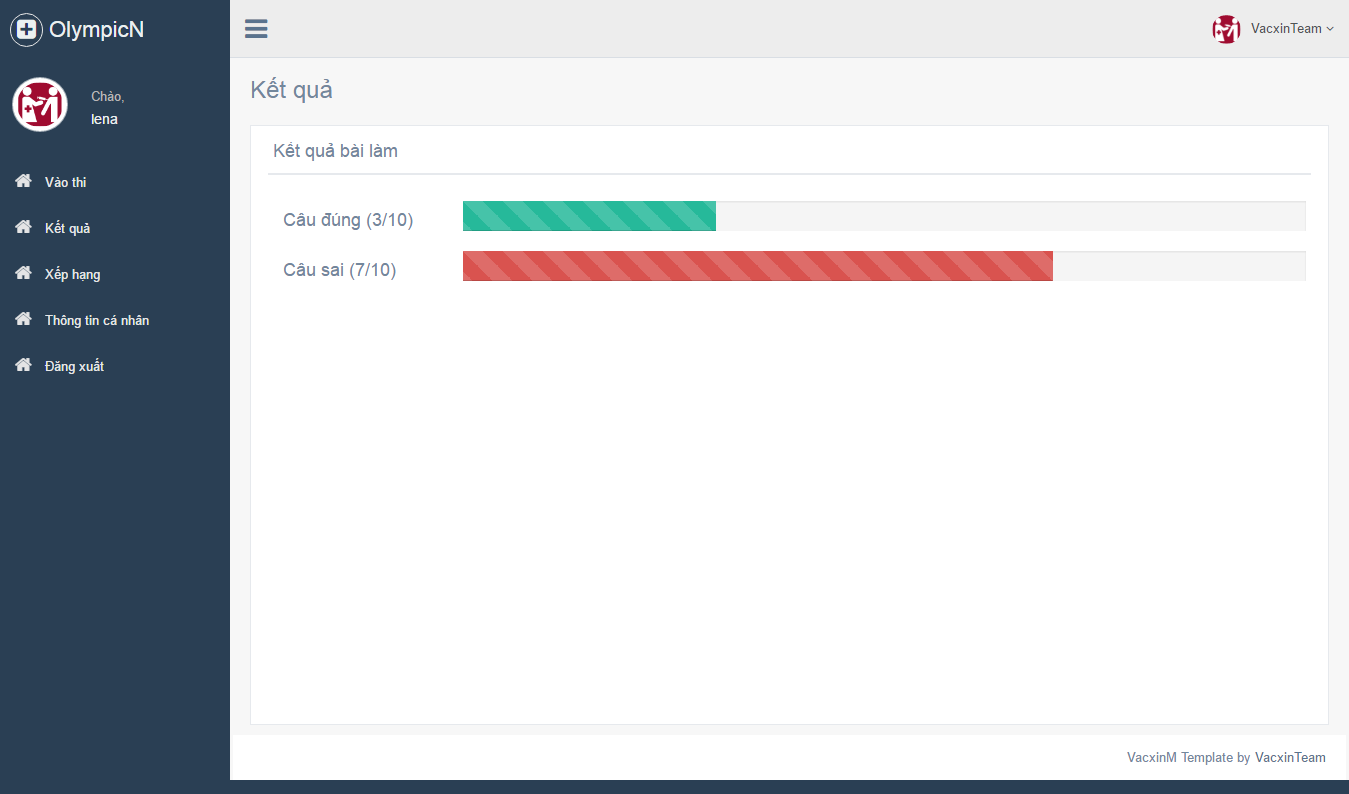 OlympicN
VacxinTeam
Chào,
lena
Vào thi
Kết quả
Xếp hạng
Thông tin cá nhân
Đăng xuất
Kết quả
Kết quả bài làm
Câu đúng (3/10)
Câu sai (7/10)
VacxinM Template by VacxinTeam